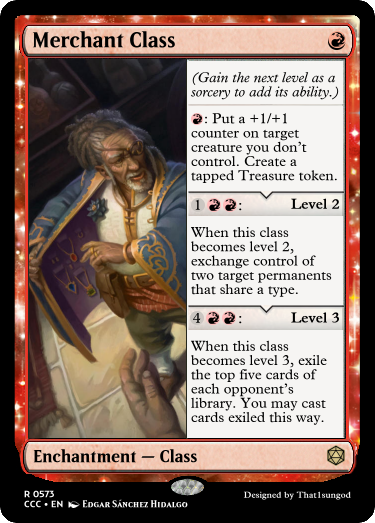 Merchant Class
(Gain the next level as a
sorcery to add its ability.)
: Put a +1/+1
counter on target
creature you don't
control. Create a
tapped Treasure token.
1 : Level 2
When this class
becomes level 2,
exchange control of
two target permanents
that share a type.
4 : Level 3
When this class
becomes level 3, exile
the top five cards of
each opponent's
library. You may cast
cards exiled this way.
Enchantment — Class
R 0573
CCC • EN Edgar Sánchez Hidalgo
Designed by That1sungod